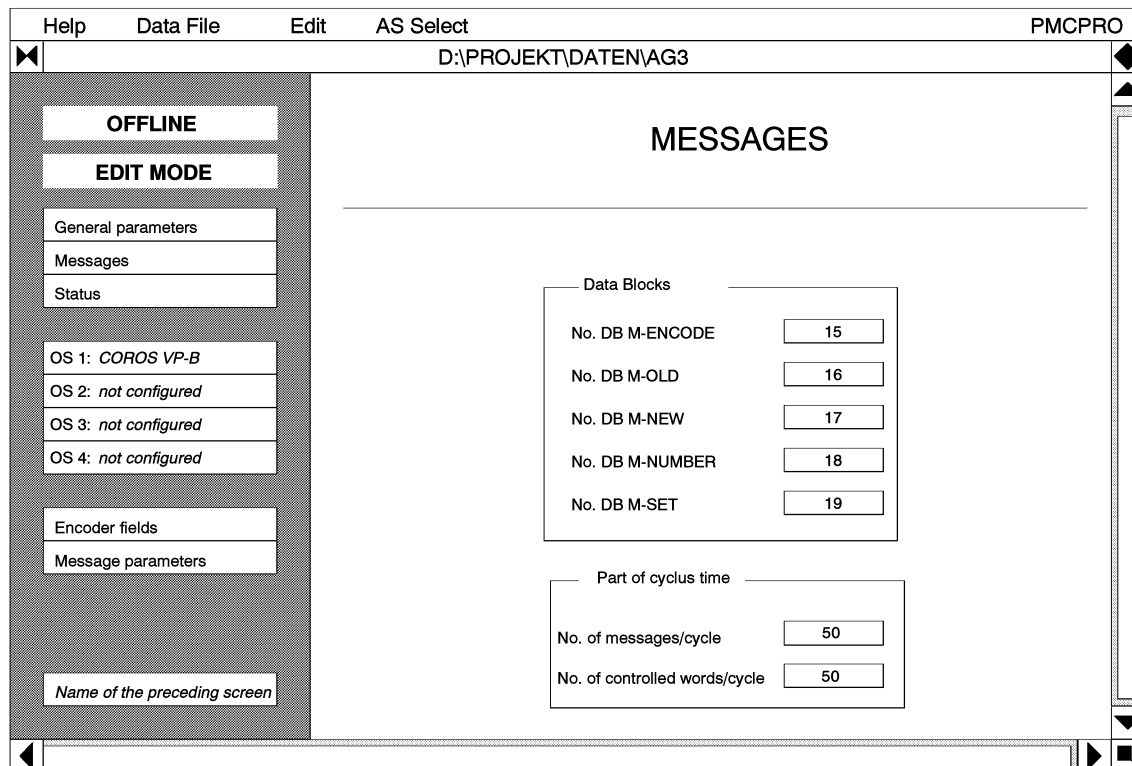 Help Data File Edit AS Select PMCPRO
D:\PROJEKT\DATEN\AG3
OFFLINE
EDIT MODE
General parameters
Messages
Status
OS 1: COROS VP-B
OS 2: not configured
OS 3: not configured
OS 4: not configured
Encoder fields
Message parameters
Name of the preceding screen
MESSAGES
Data Blocks
No. DB M-ENCODE 15
No. DB M-OLD 16
No. DB M-NEW 17
No. DB M-NUMBER 18
No. DB M-SET 19
Part of cyclus time
No. of messages/cycle 50
No. of controlled words/cycle 50